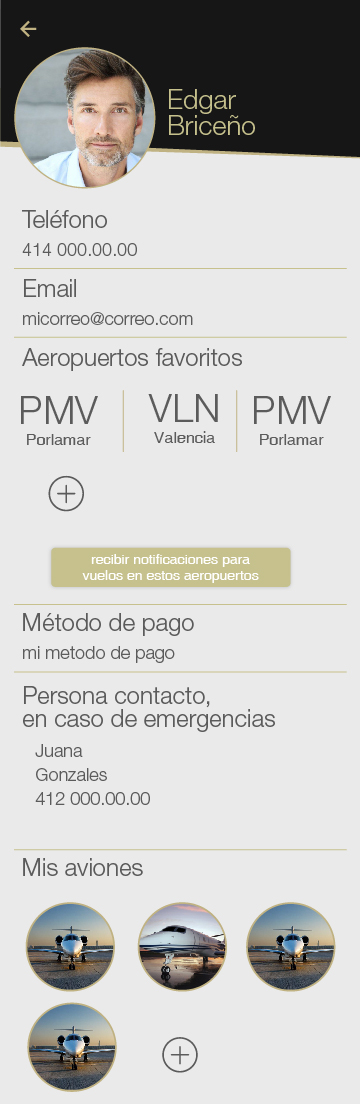 Edgar
Briceño
Teléfono
414 000.00.00
Email
micorreo@correo.com
Aeropuertos favoritos
PMV VLN PMV
Porlamar Valencia Porlamar
recibir notificaciones para
vuelos en estos aeropuertos
Método de pago
mi metodo de pago
Persona contacto,
en caso de emergencias
Juana
Gonzales
412 000.00.00
Mis aviones